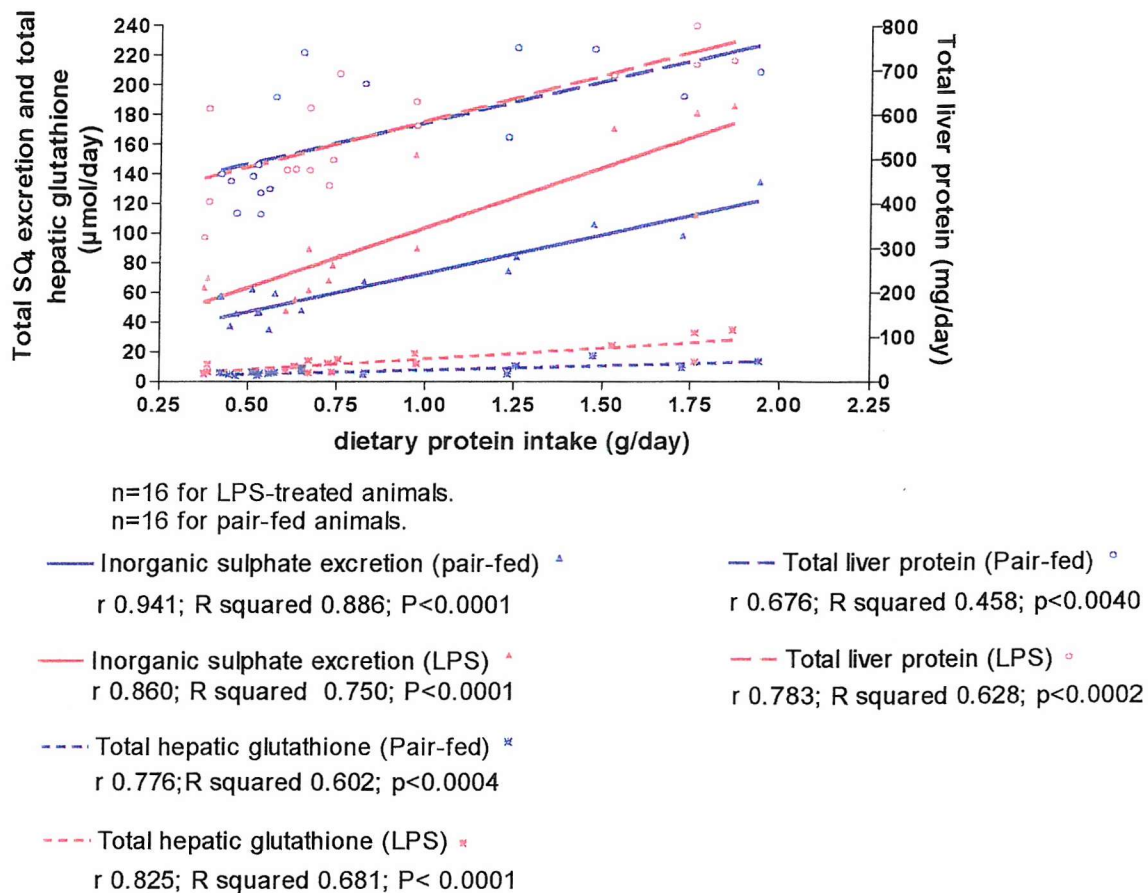 Total SO4 excretion and total
hepatic glutathione
(µmol/day)
240
220
200
180
160
140
120
100
80
60
40
20
0
800
700
600
500
400
300
200
100
0
Total liver protein (mg/day)
0.25 0.50 0.75 1.00 1.25 1.50 1.75 2.00 2.25
dietary protein intake (g/day)
n=16 for LPS-treated animals.
n=16 for pair-fed animals.
Inorganic sulphate excretion (pair-fed)
r 0.941; R squared 0.886; P<0.0001
Inorganic sulphate excretion (LPS)
r 0.860; R squared 0.750; P<0.0001
Total hepatic glutathione (Pair-fed)
r 0.776;R squared 0.602; p<0.0004
Total hepatic glutathione (LPS)
r 0.825; R squared 0.681; P< 0.0001
Total liver protein (Pair-fed)
r 0.676; R squared 0.458; p<0.0040
Total liver protein (LPS)
r 0.783; R squared 0.628; p<0.0002